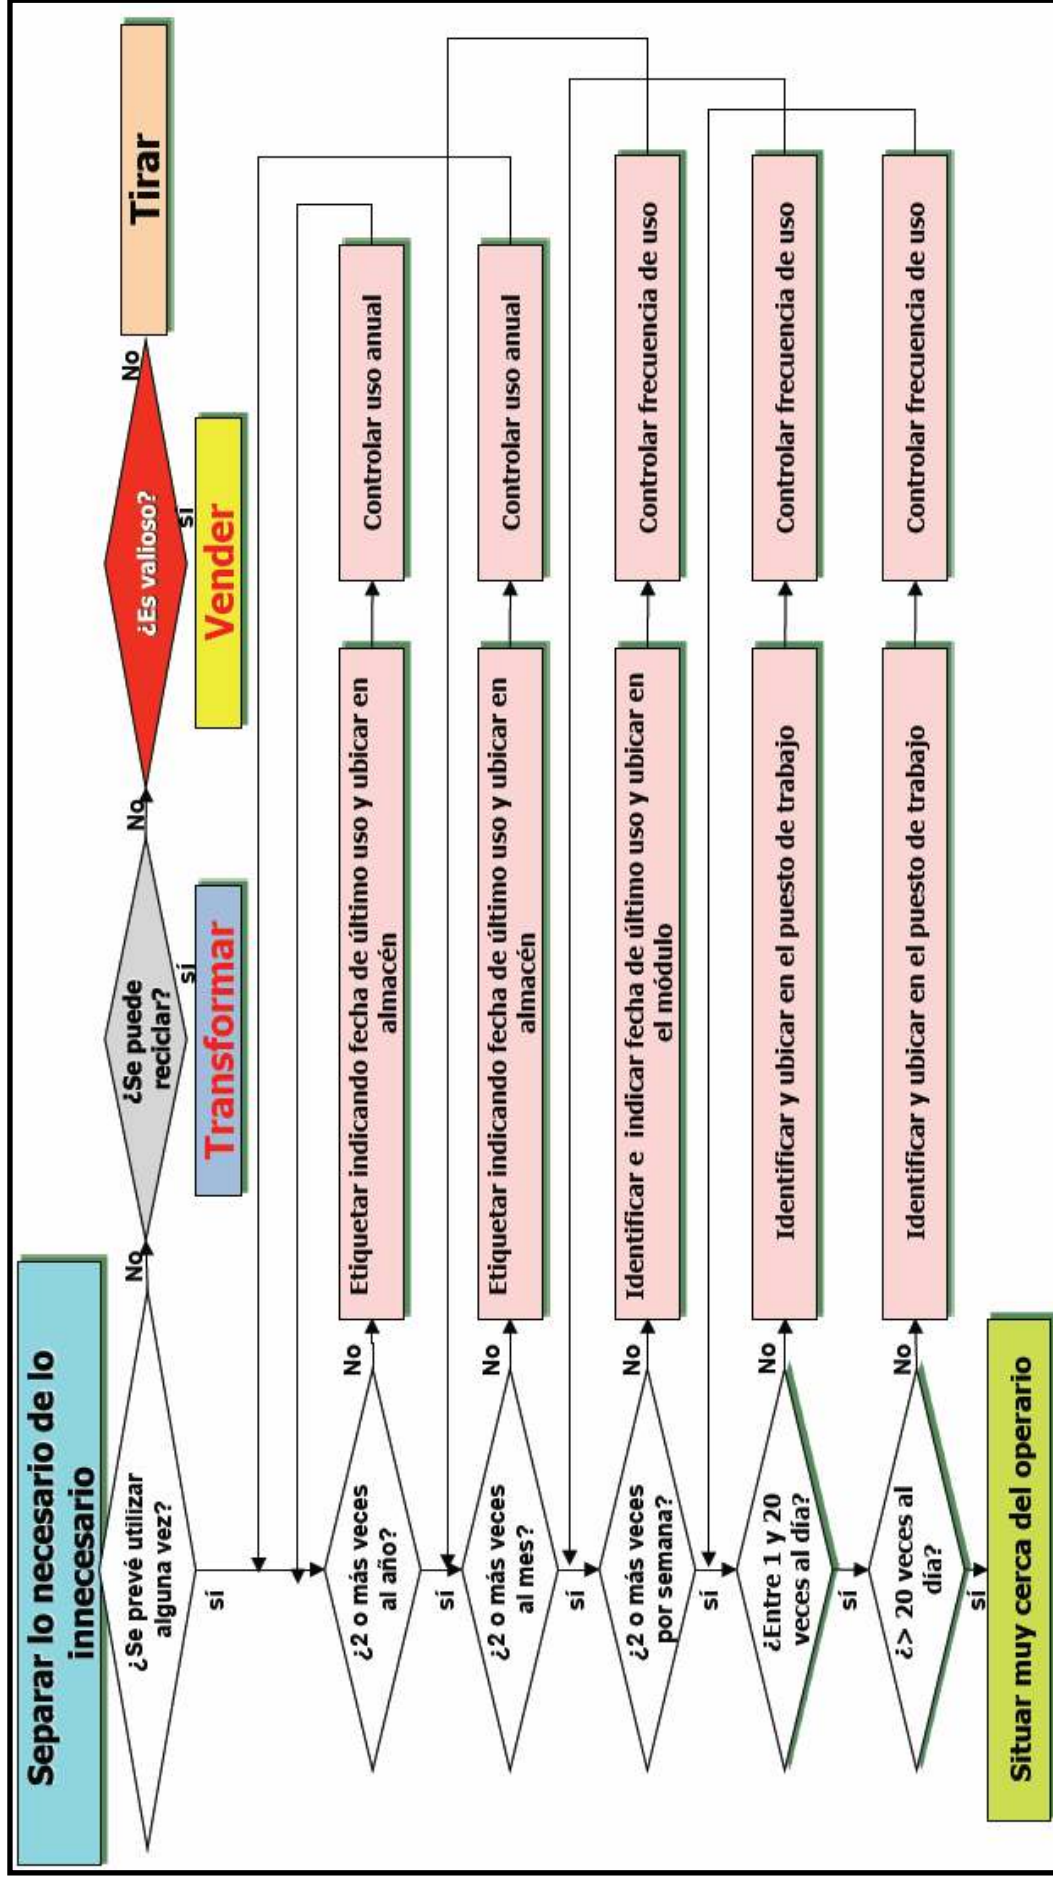 Separar lo necesario de lo
innecesario
¿Se prevé utilizar
alguna vez?
No
¿Se puede
reciclar?
No
¿Es valioso?
No
Tirar
sí
Transformar
sí
Vender
sí
¿2 o más veces
al año?
No
Etiquetar indicando fecha de último uso y ubicar en
almacén
Controlar uso anual
sí
¿2 o más veces
al mes?
No
Etiquetar indicando fecha de último uso y ubicar en
almacén
Controlar uso anual
sí
¿2 o más veces
por semana?
No
Identificar e indicar fecha de último uso y ubicar en
el módulo
Controlar frecuencia de uso
sí
¿Entre 1 y 20
veces al día?
No
Identificar y ubicar en el puesto de trabajo
Controlar frecuencia de uso
sí
¿> 20 veces al
día?
No
Identificar y ubicar en el puesto de trabajo
Controlar frecuencia de uso
sí
Situar muy cerca del operario